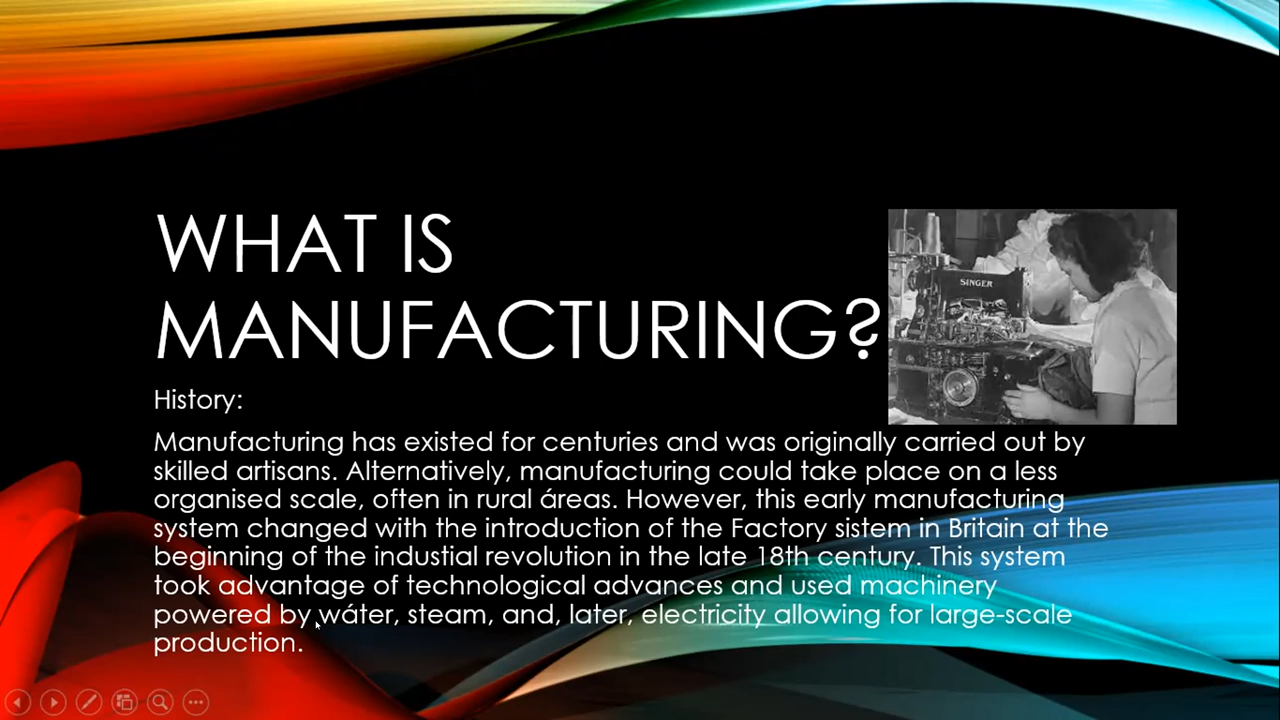 WHAT IS
MANUFACTURING?
SINGER
History:
Manufacturing has existed for centuries and was originally carried out by
skilled artisans. Alternatively, manufacturing could take place on a less
organised scale, often in rural áreas. However, this early manufacturing
system changed with the introduction of the Factory sistem in Britain at the
beginning of the industial revolution in the late 18th century. This system
took advantage of technological advances and used machinery
powered by wáter, steam, and, later, electricity allowing for large-scale
production.